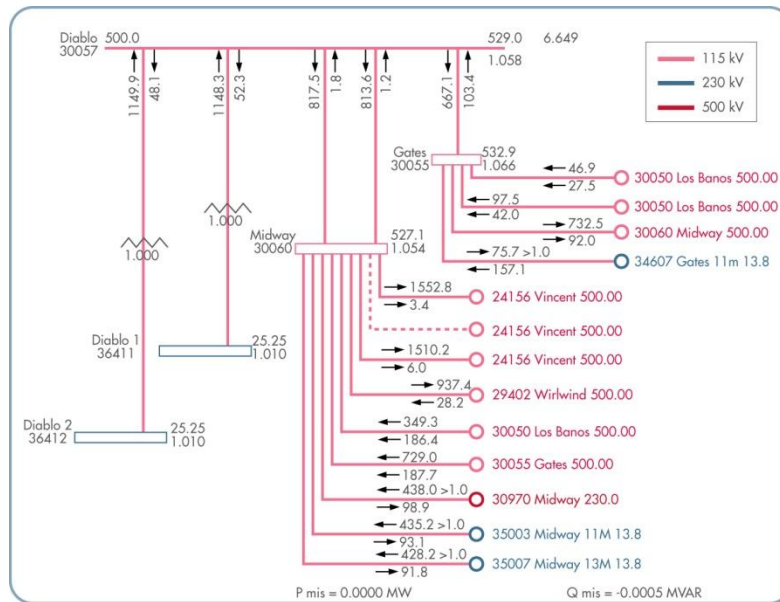 Diablo 500.0 529.0 6.649
30057 1.058
1149.9 48.1 1148.3 52.3 817.5 1.8 813.6 1.2 667.1 103.4
115 kV
230 kV
500 kV
Gates 532.9
30055 1.066
46.9
27.5
30050 Los Banos 500.00
97.5
42.0
30050 Los Banos 500.00
732.5
92.0
30060 Midway 500.00
75.7 >1.0
157.1
34607 Gates 11m 13.8
1.000
1.000
Midway 527.1
30060 1.054
1552.8
3.4
24156 Vincent 500.00
24156 Vincent 500.00
1510.2
6.0
24156 Vincent 500.00
937.4
28.2
29402 Wirlwind 500.00
349.3
186.4
30050 Los Banos 500.00
729.0
187.7
30055 Gates 500.00
438.0 >1.0
98.9
30970 Midway 230.0
435.2 >1.0
93.1
35003 Midway 11M 13.8
428.2 >1.0
91.8
35007 Midway 13M 13.8
Diablo 1 25.25
36411 1.010
Diablo 2 25.25
36412 1.010
P mis = 0.0000 MW Q mis = -0.0005 MVAR